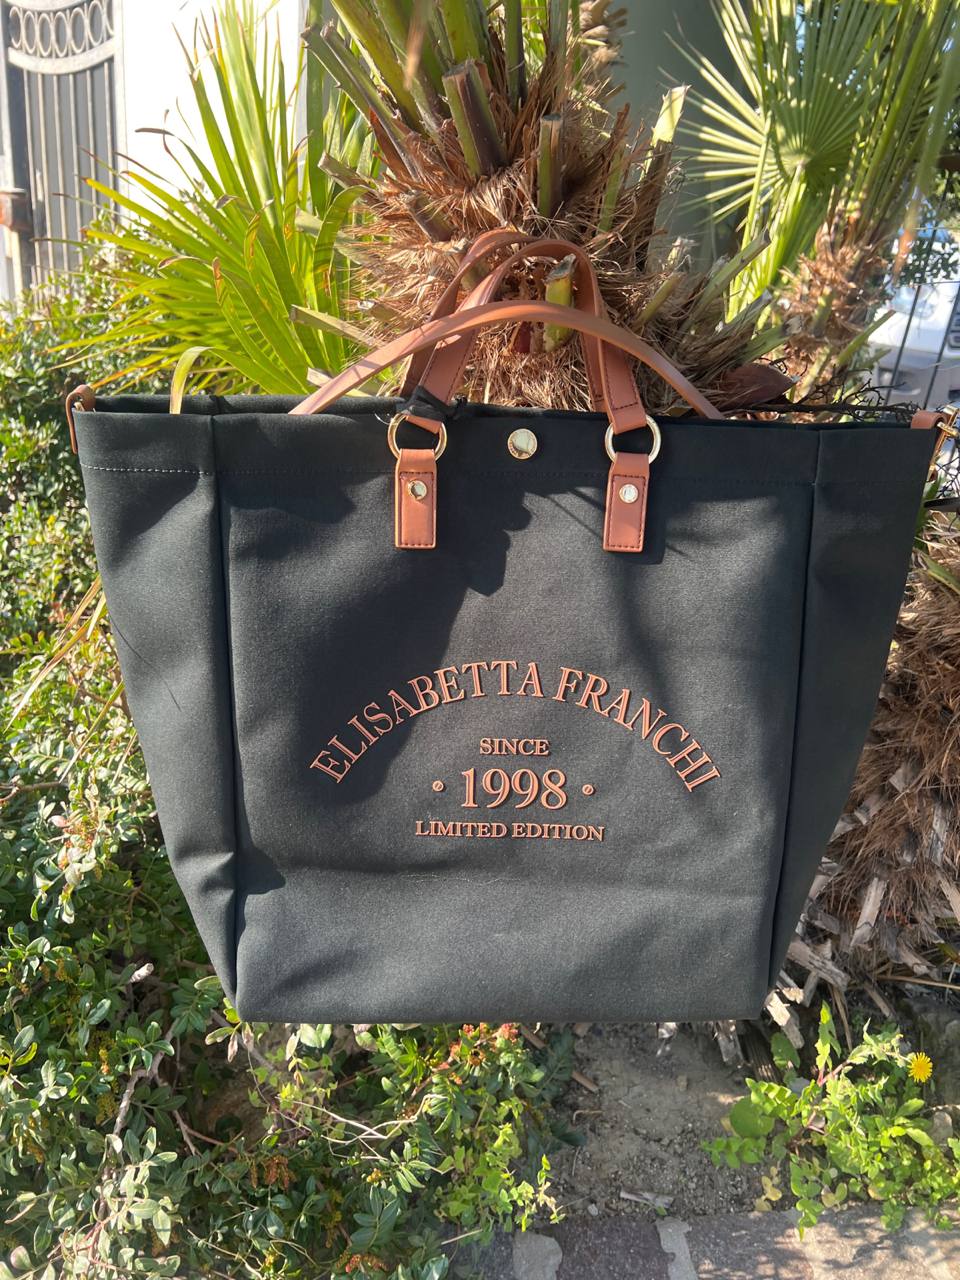 ELISABETTA FRANCHI
SINCE
· 1998 ·
LIMITED EDITION